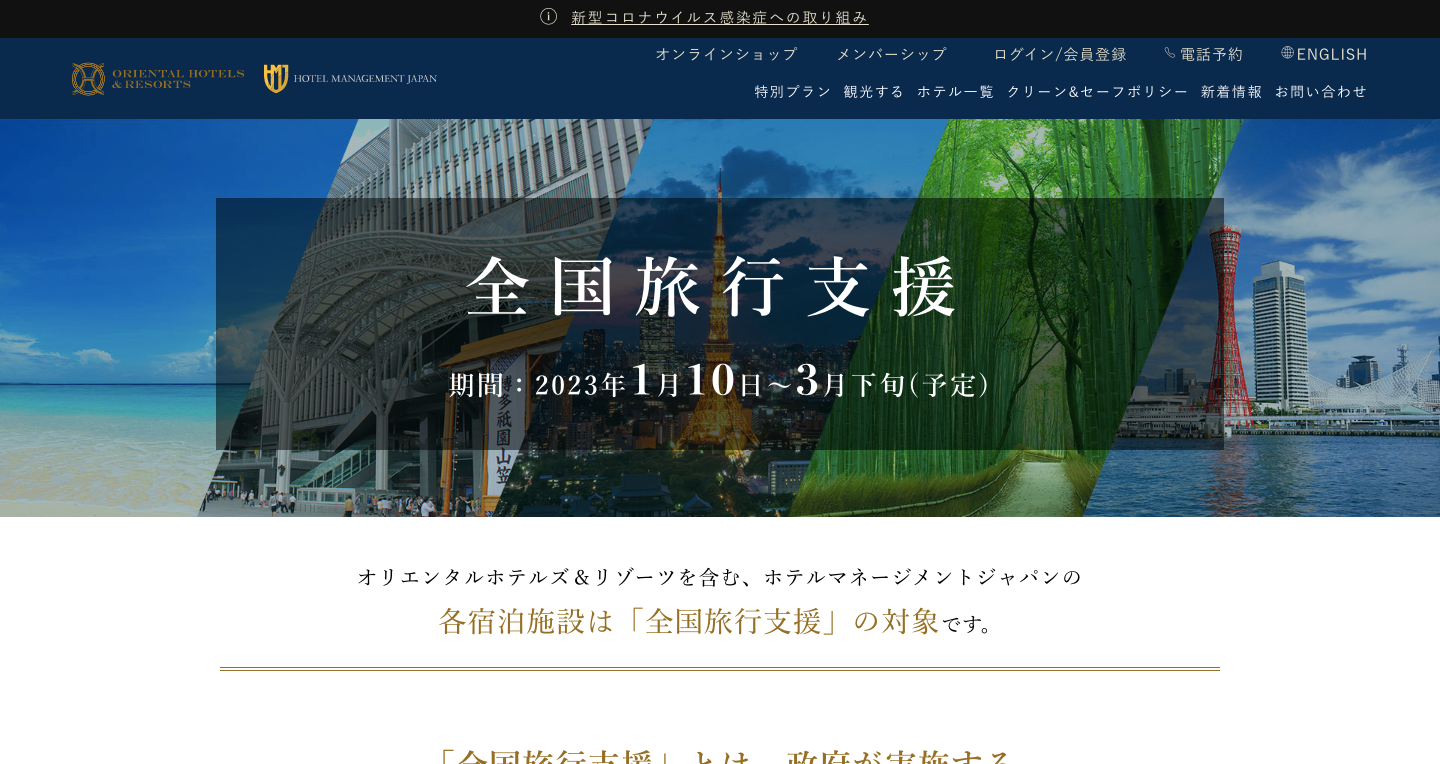 新型コロナウイルス感染症への取り組み
オンラインショップ メンバーシップ ログイン/会員登録 電話予約 ENGLISH
ORIENTAL HOTELS
& RESORTS
HMJ
HOTEL MANAGEMENT JAPAN
特別プラン 観光する ホテル一覧 クリーン&セーフポリシー 新着情報 お問い合わせ
全国旅行支援
期間：2023年1月10日～3月下旬(予定)
博多祇園山笠
オリエンタルホテルズ＆リゾーツを含む、ホテルマネージメントジャパンの
各宿泊施設は「全国旅行支援」の対象です。
「全国旅行支援」とは、政府が実施する